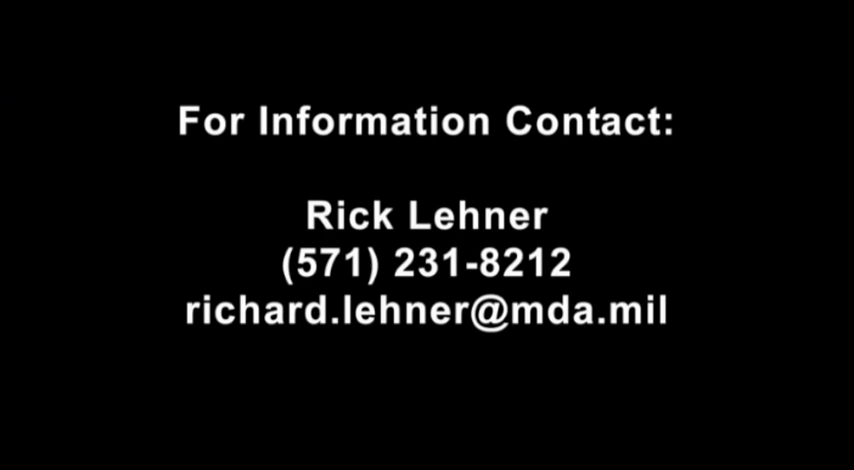 For Information Contact:
Rick Lehner
(571) 231-8212
richard.lehner@mda.mil